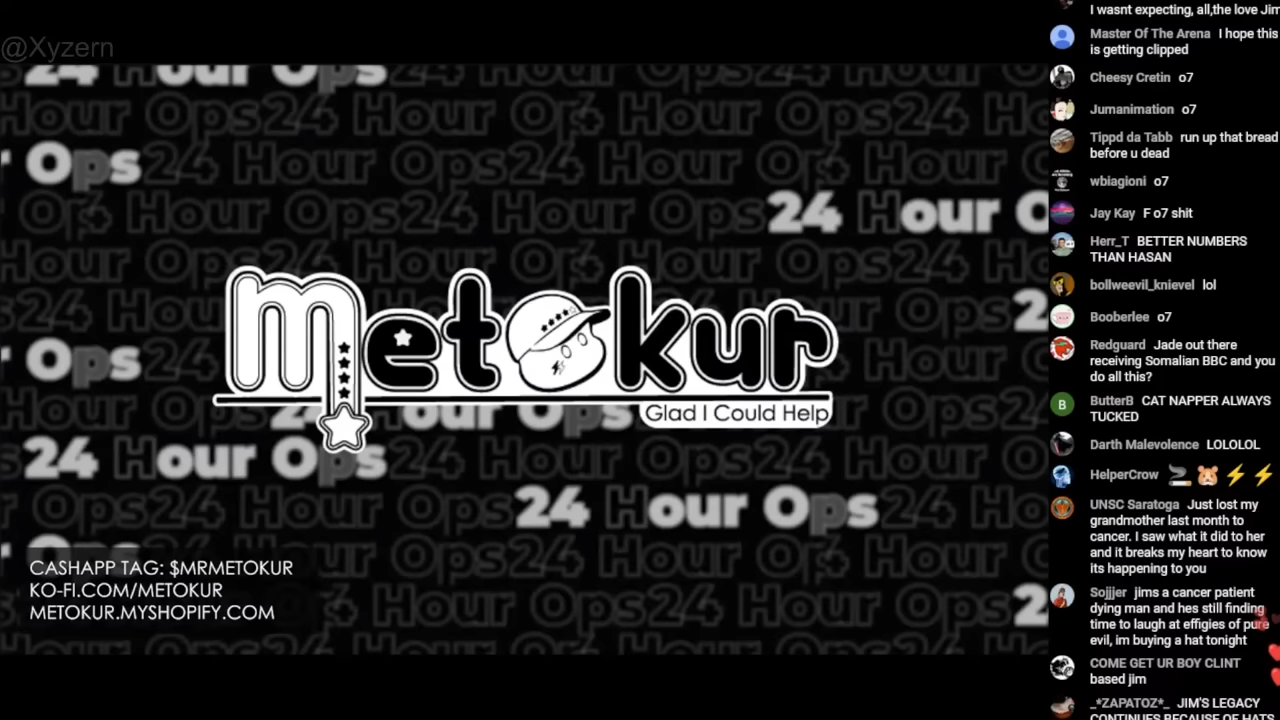 @Xyzern
24 Hour Ops
Metokur
Glad I Could Help
CASHAPP TAG: $MRMETOKUR
KO-FI.COM/METOKUR
METOKUR.MYSHOPIFY.COM
I wasnt expecting, all,the love Jim
Master Of The Arena I hope this
is getting clipped
Cheesy Cretin o7
Jumanimation o7
Tippd da Tabb run up that bread
before u dead
wbiagioni o7
Jay Kay F o7 shit
Herr_T BETTER NUMBERS
THAN HASAN
bollweevil_knievel lol
Booberlee o7
Redguard Jade out there
receiving Somalian BBC and you
do all this?
ButterB CAT NAPPER ALWAYS
TUCKED
Darth Malevolence LOLOLOL
HelperCrow 🚬 🐹 ⚡ ⚡
UNSC Saratoga Just lost my
grandmother last month to
cancer. I saw what it did to her
and it breaks my heart to know
its happening to you
Sojjjer jims a cancer patient
dying man and hes still finding
time to laugh at effigies of pure
evil, im buying a hat tonight
COME GET UR BOY CLINT
based jim
_*ZAPATOZ*_ JIM'S LEGACY
CONTINUES BECAUSE OF HATS